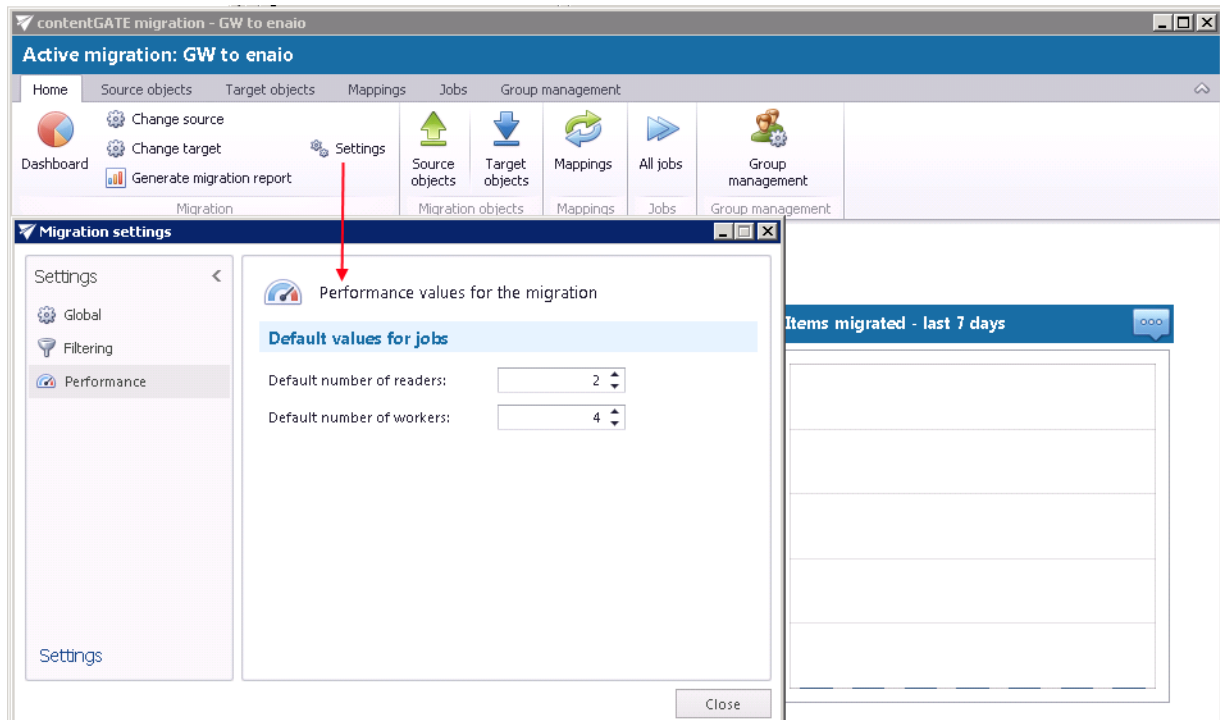 contentGATE migration - GW to enaio
Active migration: GW to enaio
Home Source objects Target objects Mappings Jobs Group management
Dashboard
Change source
Change target
Generate migration report
Settings
Source objects
Target objects
Mappings
All jobs
Group management
Migration Migration objects Mappings Jobs Group management
Migration settings
Settings
Global
Filtering
Performance
Settings
Performance values for the migration
Default values for jobs
Default number of readers: 2
Default number of workers: 4
Close
Items migrated - last 7 days